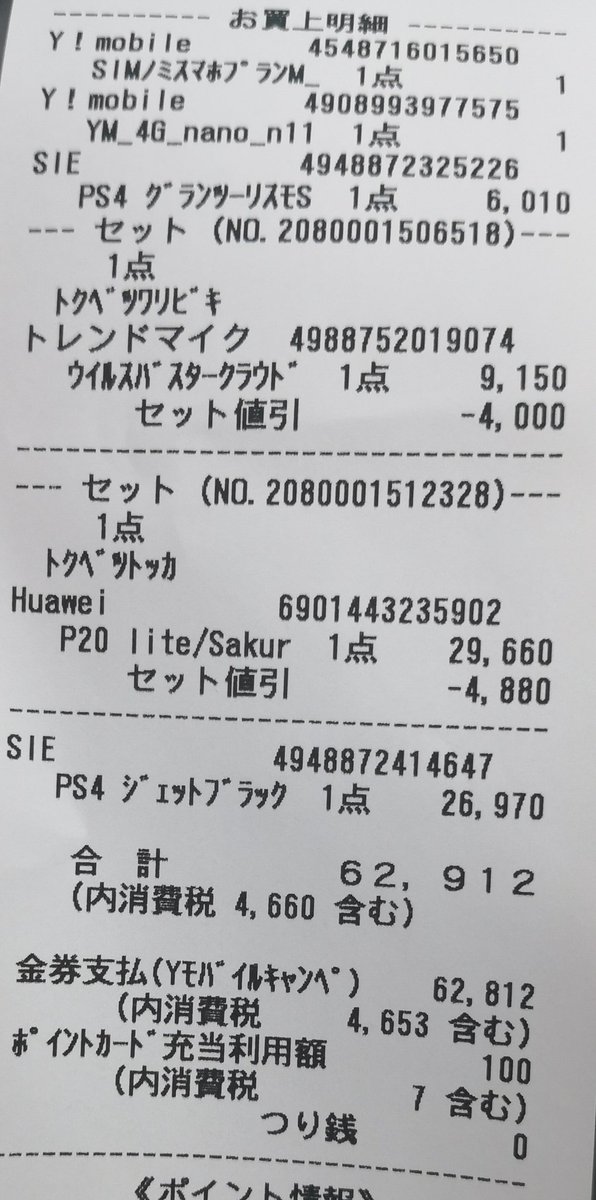 ---------- お買上明細 ----------
Y!mobile 4548716015650
SIMﾉﾐｽﾏﾎﾌﾟﾗﾝM_ 1点 1
Y!mobile 4908993977575
YM_4G_nano_n11 1点 1
SIE 4948872325226
PS4 ｸﾞﾗﾝﾂｰﾘｽﾓS 1点 6,010
--- セット (NO.2080001506518)---
1点
ﾄｸﾍﾞﾂﾜﾘﾋﾞｷ
トレンドマイク 4988752019074
ｳｲﾙｽﾊﾞｽﾀｰｸﾗｳﾄﾞ 1点 9,150
セット値引 -4,000
--- セット (NO.2080001512328)---
1点
ﾄｸﾍﾞﾂﾄｯｶ
Huawei 6901443235902
P20 lite/Sakur 1点 29,660
セット値引 -4,880
SIE 4948872414647
PS4 ｼﾞｪｯﾄﾌﾞﾗｯｸ 1点 26,970
合 計 62,912
(内消費税 4,660 含む)
金券支払(Yﾓﾊﾞｲﾙｷｬﾝﾍﾟ) 62,812
(内消費税 4,653 含む)
ﾎﾟｲﾝﾄｶｰﾄﾞ充当利用額 100
(内消費税 7 含む)
つり銭 0
《ポイント情報》